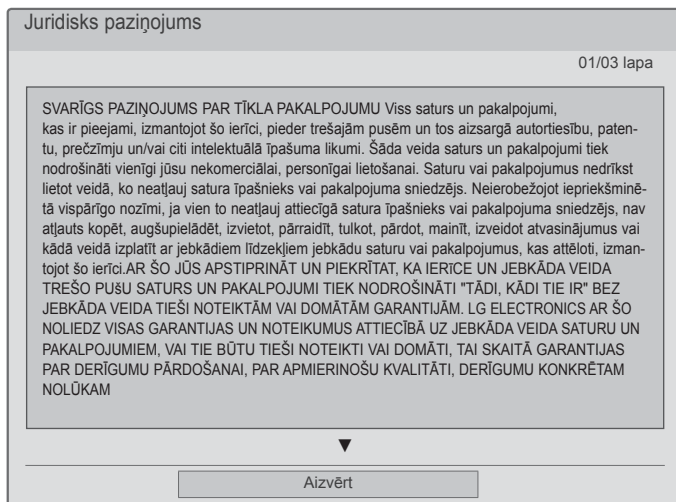 Juridisks paziņojums
01/03 lapa
SVARĪGS PAZIŅOJUMS PAR TĪKLA PAKALPOJUMU Viss saturs un pakalpojumi,
kas ir pieejami, izmantojot šo ierīci, pieder trešajām pusēm un tos aizsargā autortiesību, paten-
tu, prečzīmju un/vai citi intelektuālā īpašuma likumi. Šāda veida saturs un pakalpojumi tiek
nodrošināti vienīgi jūsu nekomerciālai, personīgai lietošanai. Saturu vai pakalpojumus nedrīkst
lietot veidā, ko neatļauj satura īpašnieks vai pakalpojuma sniedzējs. Neierobežojot iepriekšminē-
tā vispārīgo nozīmi, ja vien to neatļauj attiecīgā satura īpašnieks vai pakalpojuma sniedzējs, nav
atļauts kopēt, augšupielādēt, izvietot, pārraidīt, tulkot, pārdot, mainīt, izveidot atvasinājumus vai
kādā veidā izplatīt ar jebkādiem līdzekļiem jebkādu saturu vai pakalpojumus, kas attēloti, izman-
tojot šo ierīci.AR ŠO JŪS APSTIPRINĀT UN PIEKRĪTAT, KA IERīCE UN JEBKĀDA VEIDA
TREŠO PUšU SATURS UN PAKALPOJUMI TIEK NODROŠINĀTI "TĀDI, KĀDI TIE IR" BEZ
JEBKĀDA VEIDA TIEŠI NOTEIKTĀM VAI DOMĀTĀM GARANTIJĀM. LG ELECTRONICS AR ŠO
NOLIEDZ VISAS GARANTIJAS UN NOTEIKUMUS ATTIECĪBĀ UZ JEBKĀDA VEIDA SATURU UN
PAKALPOJUMIEM, VAI TIE BŪTU TIEŠI NOTEIKTI VAI DOMĀTI, TAI SKAITĀ GARANTIJAS
PAR DERĪGUMU PĀRDOŠANAI, PAR APMIERINOŠU KVALITĀTI, DERĪGUMU KONKRĒTAM
NOLŪKAM
▼
Aizvērt